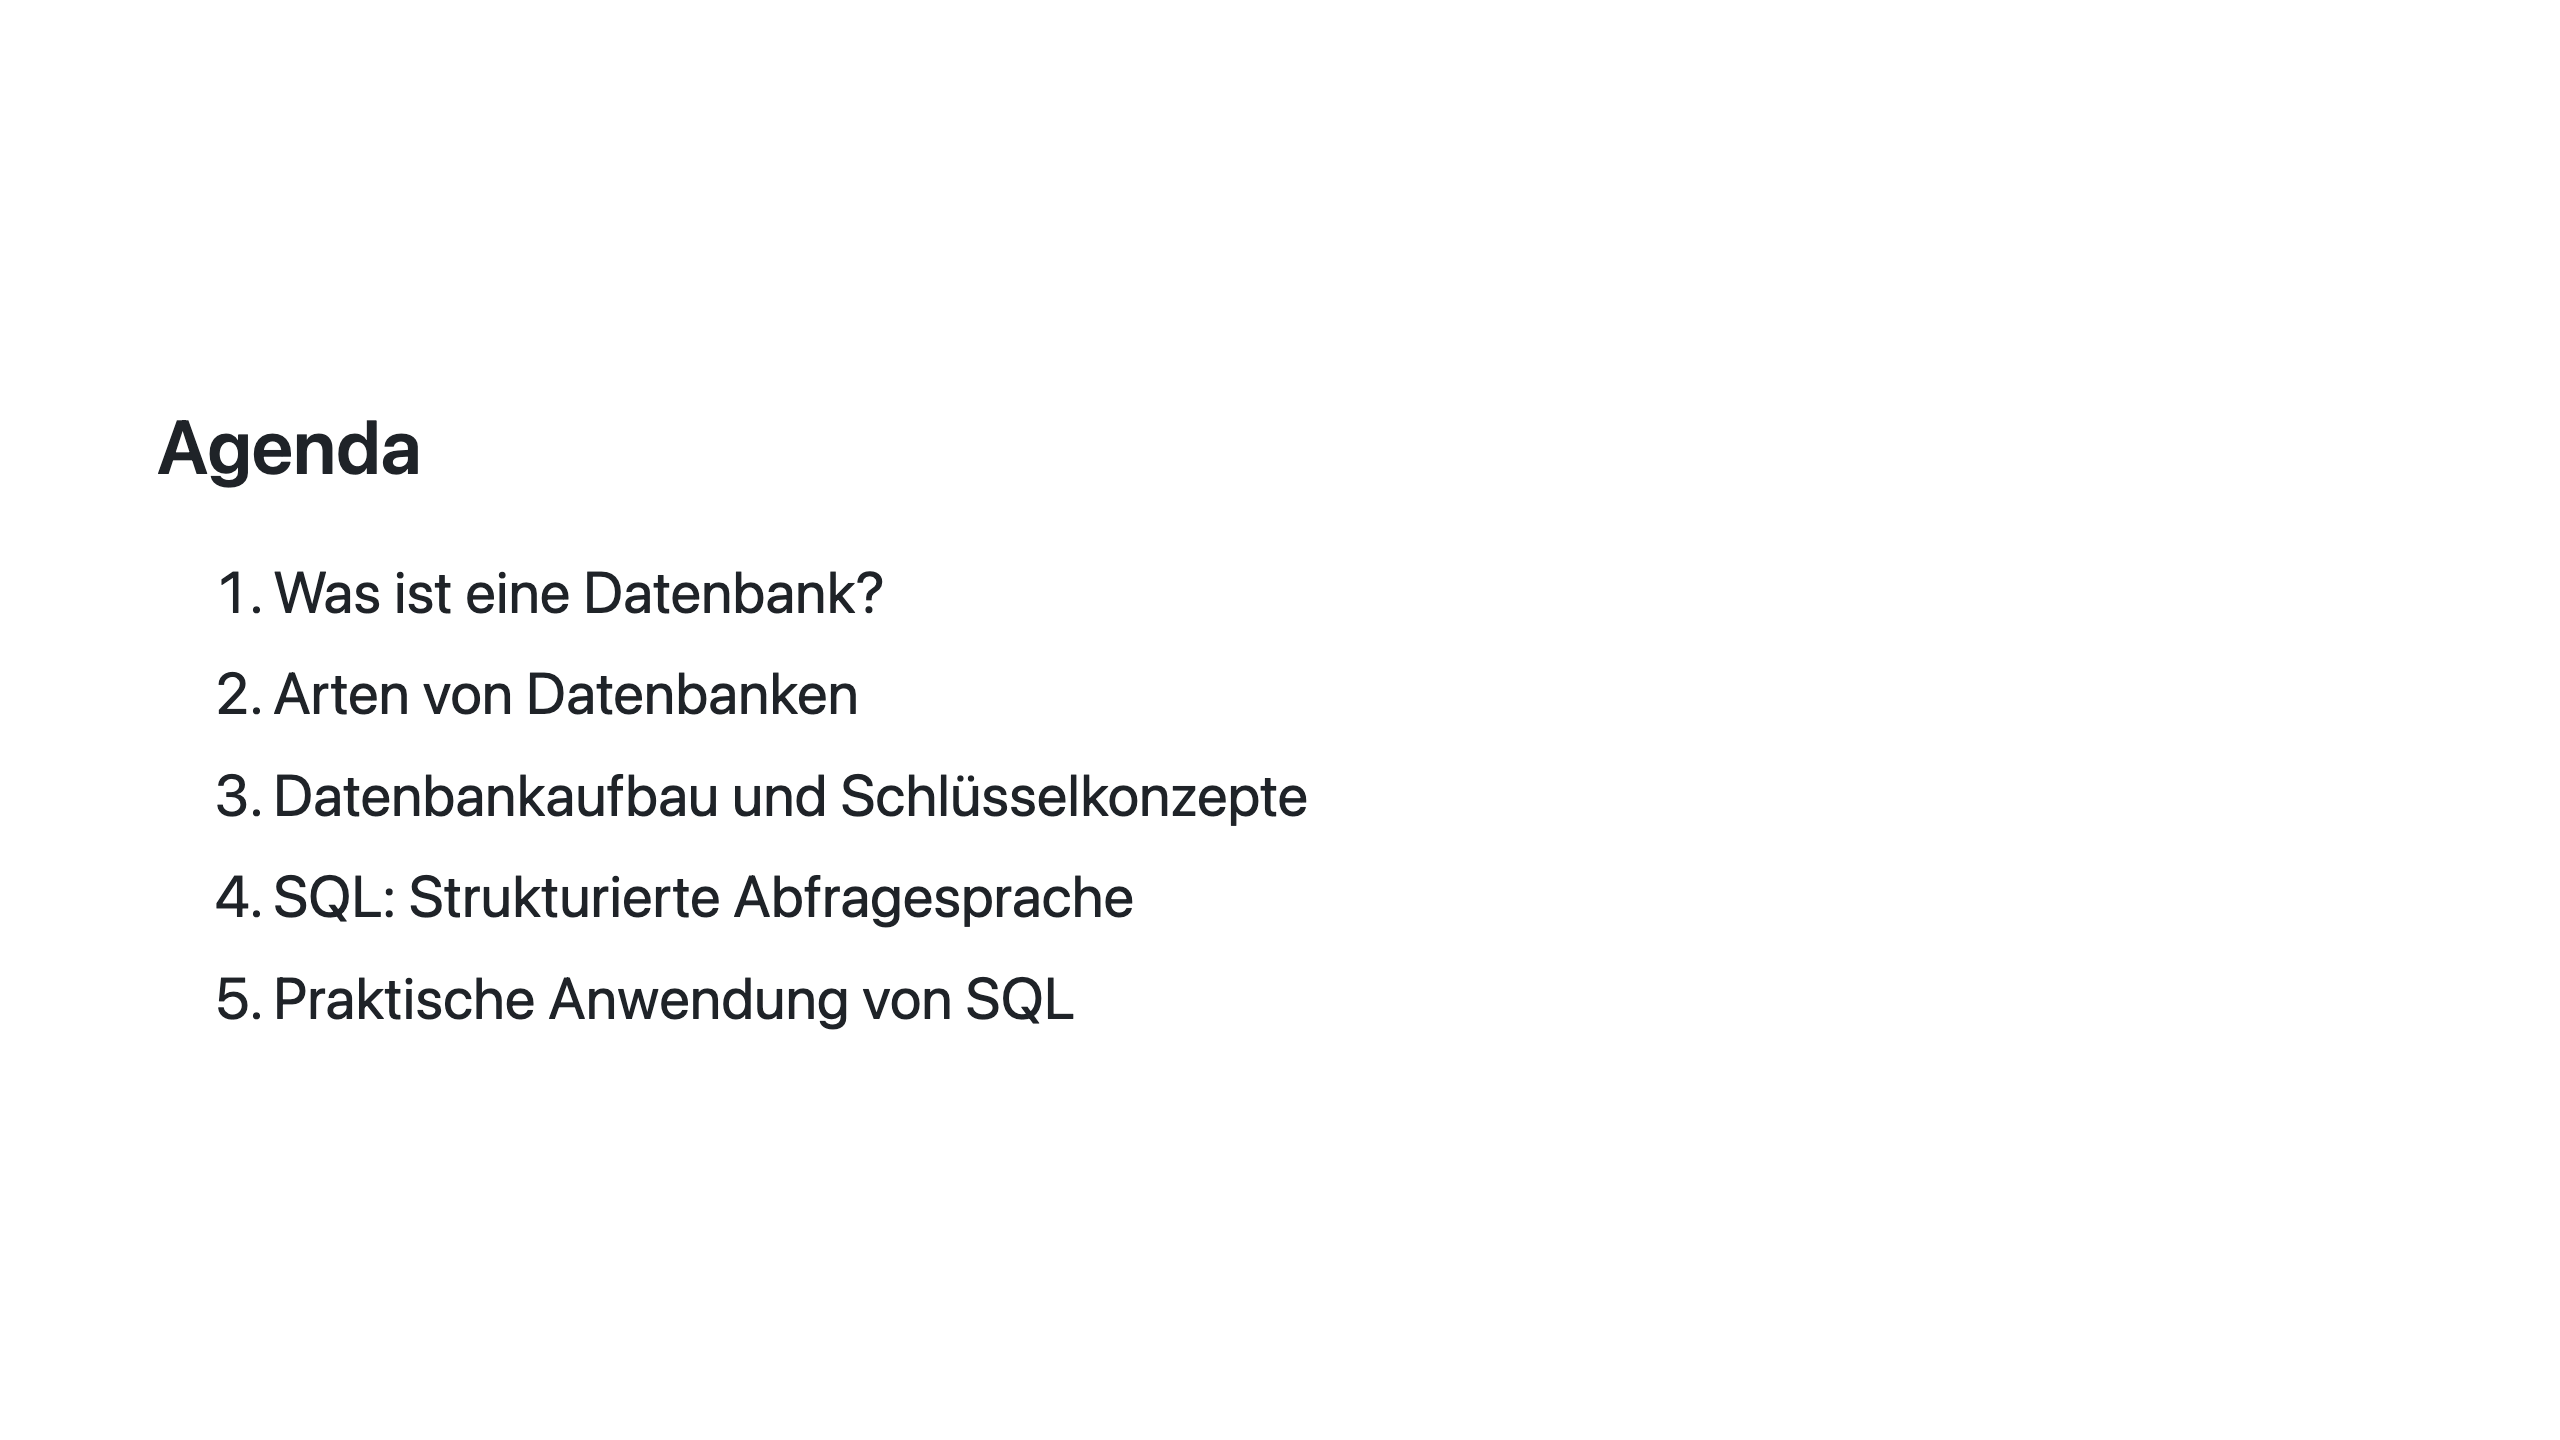 Agenda
1. Was ist eine Datenbank?
2. Arten von Datenbanken
3. Datenbankaufbau und Schlüsselkonzepte
4. SQL: Strukturierte Abfragesprache
5. Praktische Anwendung von SQL